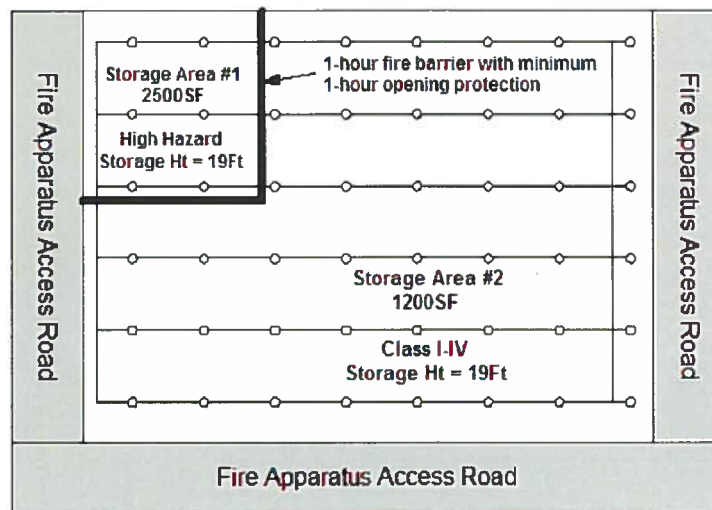 Storage Area #1
2500SF
High Hazard
Storage Ht = 19Ft
1-hour fire barrier with minimum
1-hour opening protection
Fire Apparatus Access Road
Fire Apparatus Access Road
Storage Area #2
1200SF
Class I-IV
Storage Ht = 19Ft
Fire Apparatus Access Road